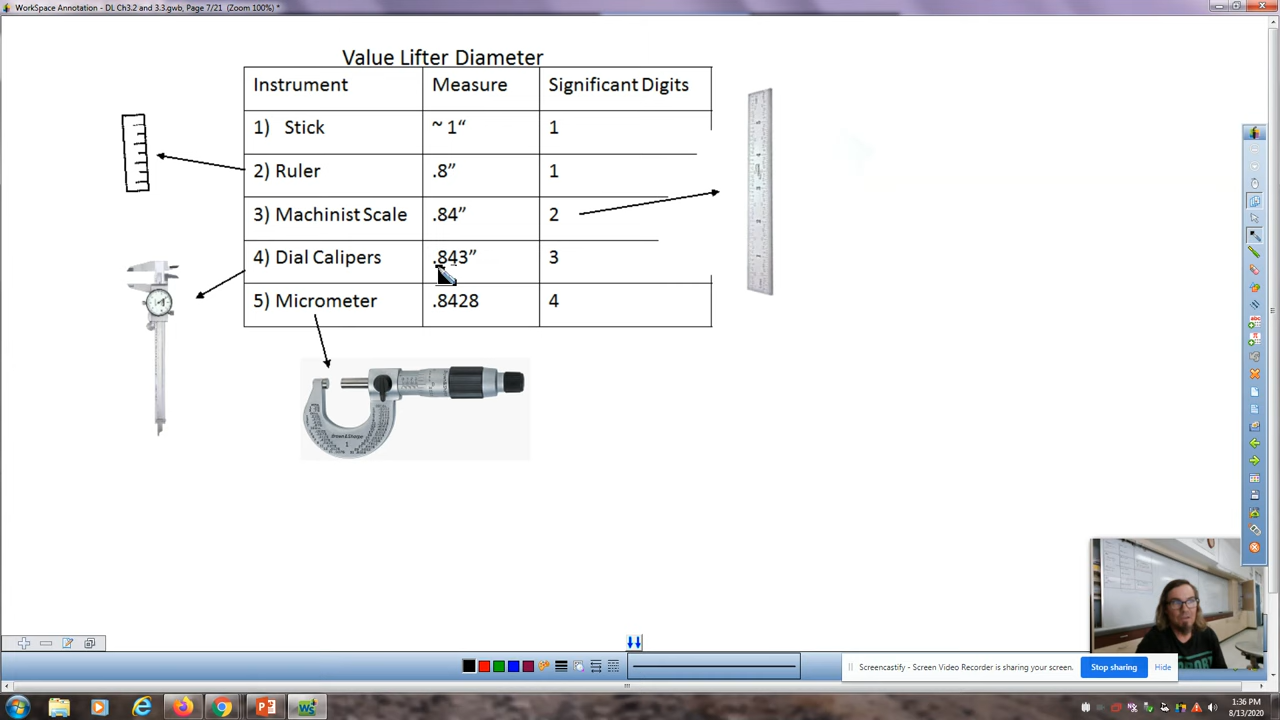 WorkSpace Annotation - DL Ch3.2 and 3.3.gwb, Page 7/21 (Zoom 100%) *
Value Lifter Diameter
Instrument Measure Significant Digits
1) Stick ~ 1“ 1
2) Ruler .8” 1
3) Machinist Scale .84” 2
4) Dial Calipers .843” 3
5) Micrometer .8428 4
Brown & Sharpe
1
Screencastify - Screen Video Recorder is sharing your screen. Stop sharing Hide
1:36 PM
8/13/2020